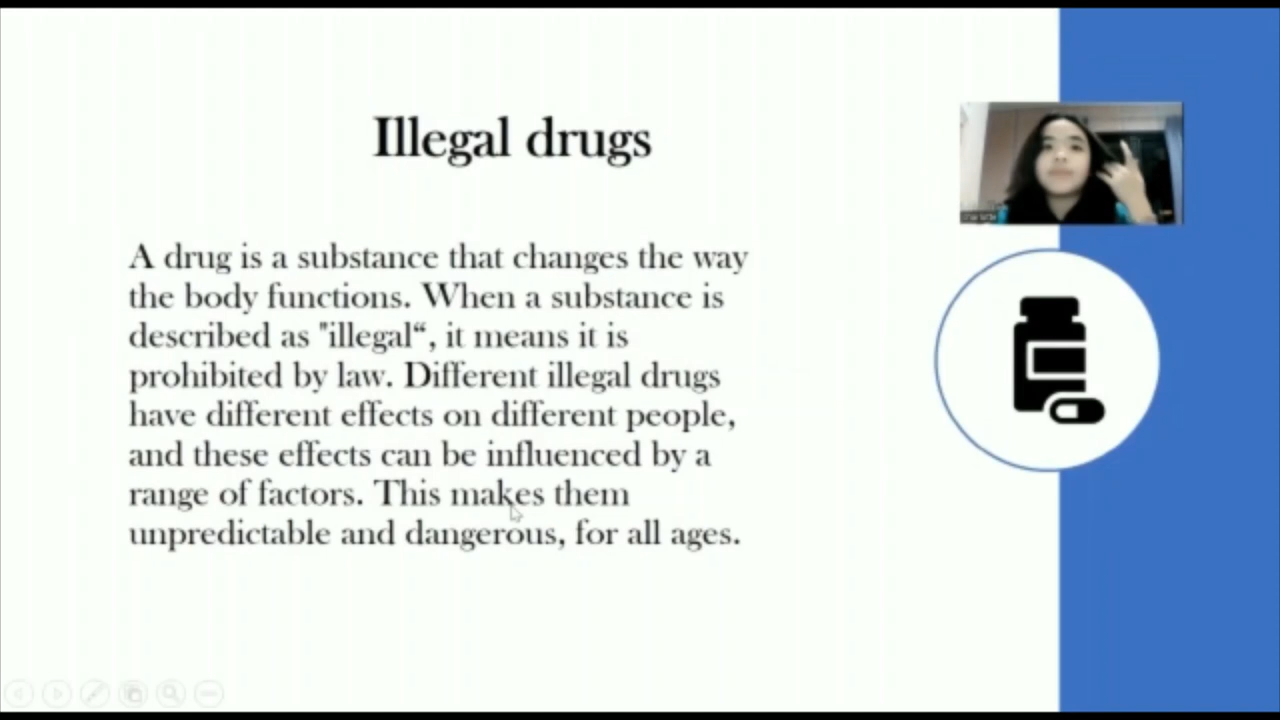 Illegal drugs
A drug is a substance that changes the way
the body functions. When a substance is
described as "illegal“, it means it is
prohibited by law. Different illegal drugs
have different effects on different people,
and these effects can be influenced by a
range of factors. This makes them
unpredictable and dangerous, for all ages.